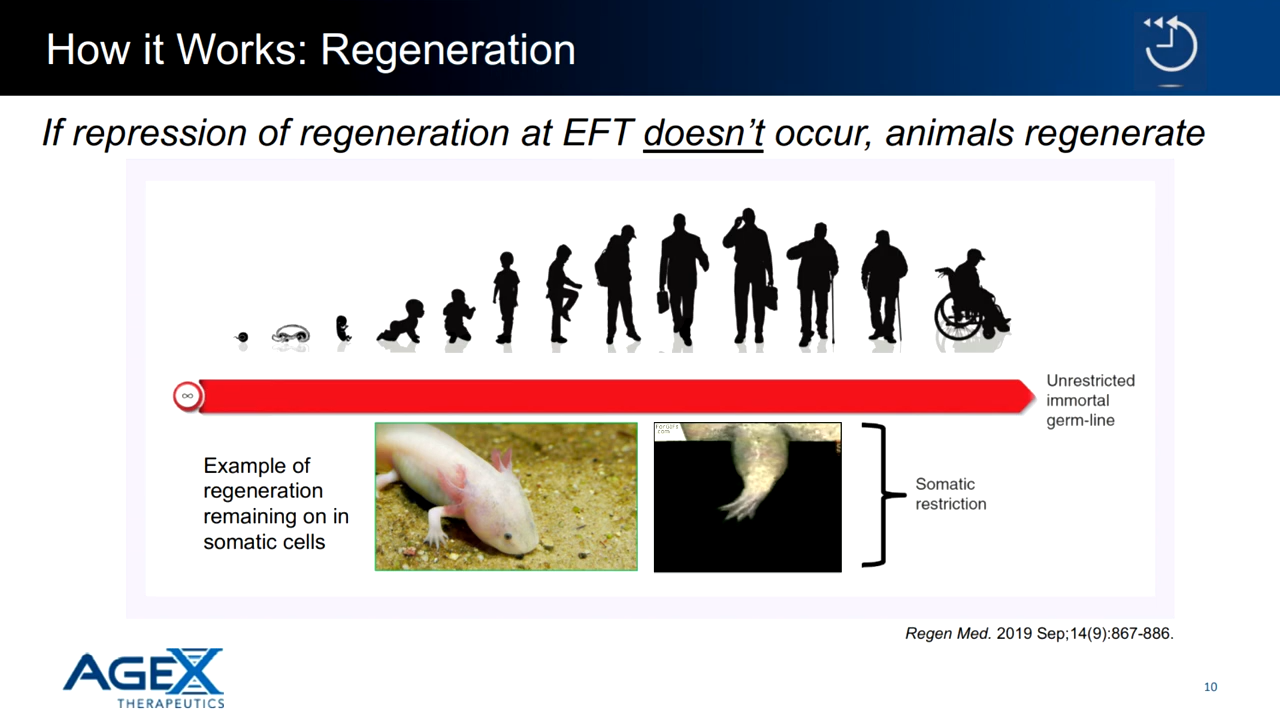 How it Works: Regeneration
If repression of regeneration at EFT doesn't occur, animals regenerate
∞
Unrestricted
immortal
germ-line
Example of
regeneration
remaining on in
somatic cells
Somatic
restriction
Regen Med. 2019 Sep;14(9):867-886.
AGEX
THERAPEUTICS
10